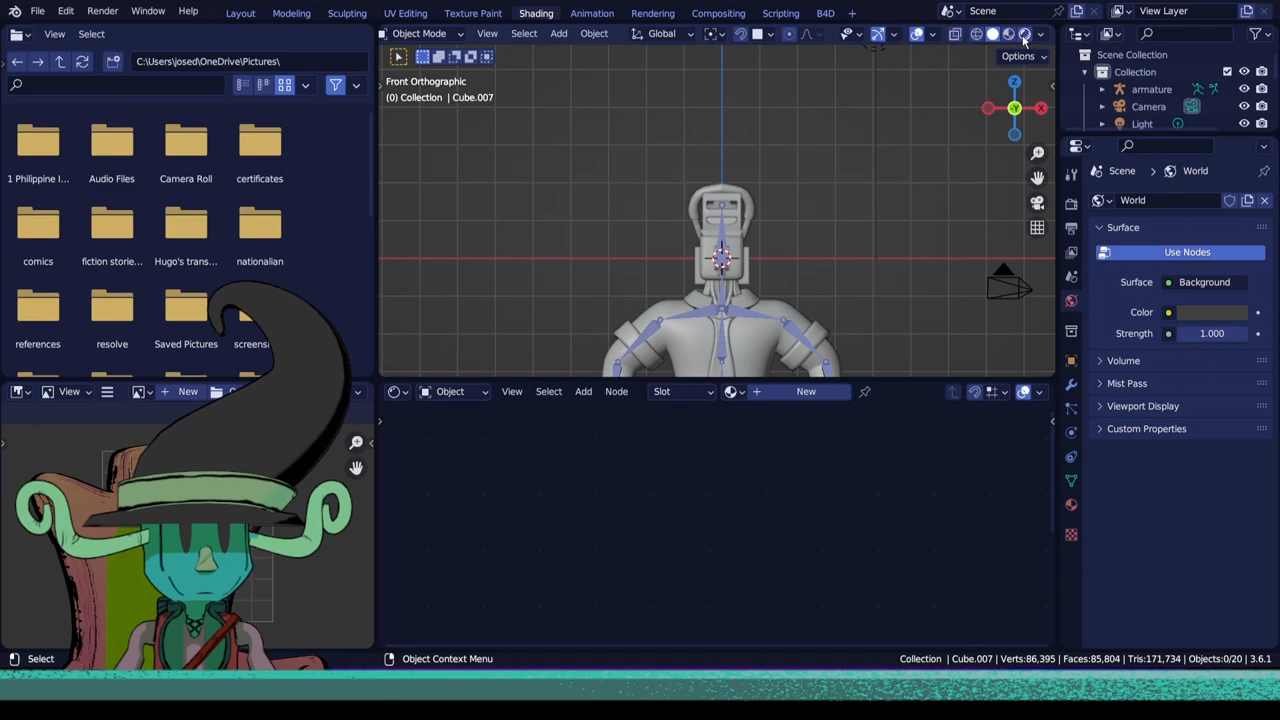 File Edit Render Window Help Layout Modeling Sculpting UV Editing Texture Paint Shading Animation Rendering Compositing Scripting B4D + Scene View Layer
View Select
Object Mode View Select Add Object Global
C:\Users\josed\OneDrive\Pictures\
Options
Front Orthographic
(0) Collection | Cube.007
Z
-Y
X
Scene Collection
Collection
armature
Camera
Light
1 Philippine I... Audio Files Camera Roll certificates
comics fiction storie... Hugo's trans... nationalian
references resolve Saved Pictures
Scene > World
World
Surface
Use Nodes
Surface Background
Color
Strength 1.000
Volume
Mist Pass
Viewport Display
Custom Properties
View + New
Object View Select Add Node Slot + New
Select
Object Context Menu
Collection | Cube.007 | Verts:86,395 | Faces:85,804 | Tris:171,734 | Objects:0/20 | 3.6.1